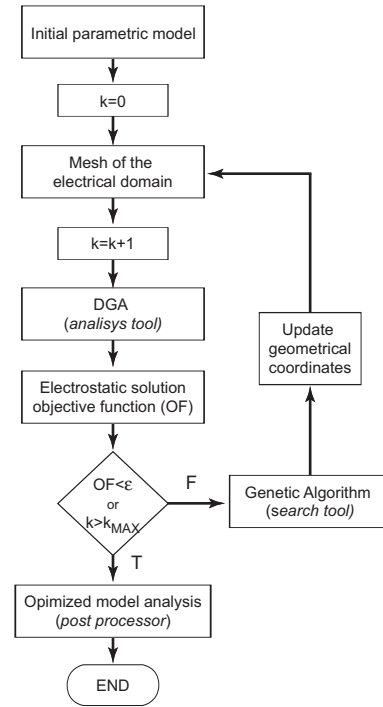 Initial parametric model
k=0
Mesh of the
electrical domain
k=k+1
DGA
(analisys tool)
Electrostatic solution
objective function (OF)
OF<ε
or
k>kMAX
F
T
Genetic Algorithm
(search tool)
Update
geometrical
coordinates
Opimized model analysis
(post processor)
END